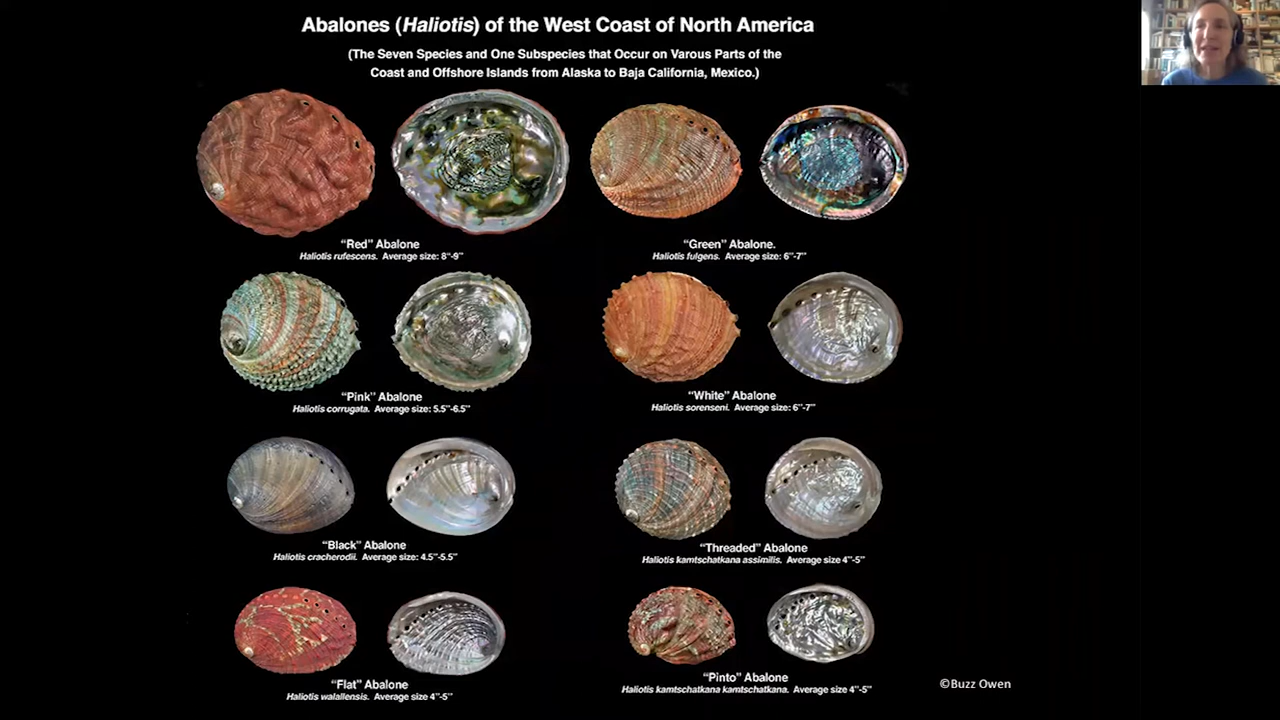 Abalones (Haliotis) of the West Coast of North America
(The Seven Species and One Subspecies that Occur on Varous Parts of the
Coast and Offshore Islands from Alaska to Baja California, Mexico.)
“Red” Abalone
Haliotis rufescens. Average size: 8"-9"
“Green” Abalone.
Haliotis fulgens. Average size: 6"-7"
“Pink” Abalone
Haliotis corrugata. Average size: 5.5"-6.5"
“White” Abalone
Haliotis sorenseni. Average size: 6"-7"
“Black” Abalone
Haliotis cracherodii. Average size: 4.5"-5.5"
“Threaded” Abalone
Haliotis kamtschatkana assimilis. Average size 4"-5"
“Flat” Abalone
Haliotis walallensis. Average size 4"-5"
“Pinto” Abalone
Haliotis kamtschatkana kamtschatkana. Average size 4"-5"
©Buzz Owen